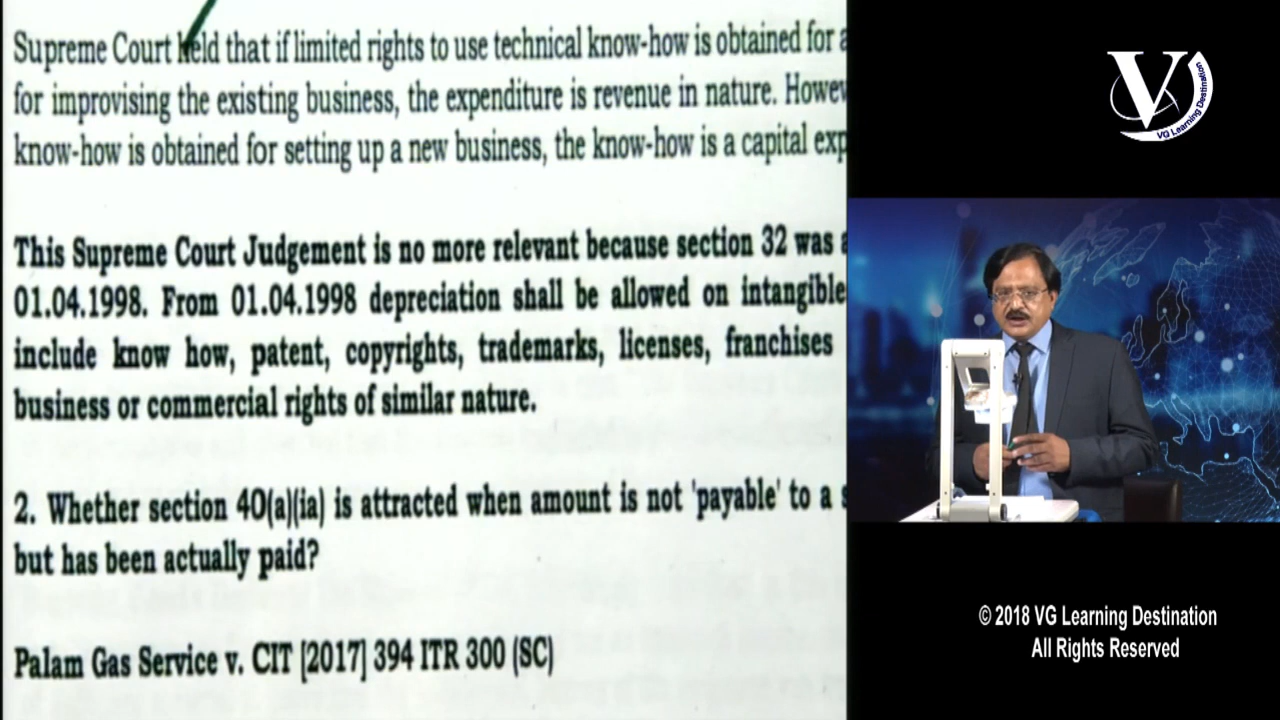 Supreme Court held that if limited rights to use technical know-how is obtained for a
for improvising the existing business, the expenditure is revenue in nature. Howev
know-how is obtained for setting up a new business, the know-how is a capital exp
This Supreme Court Judgement is no more relevant because section 32 was a
01.04.1998. From 01.04.1998 depreciation shall be allowed on intangible
include know how, patent, copyrights, trademarks, licenses, franchises
business or commercial rights of similar nature.
2. Whether section 40(a)(ia) is attracted when amount is not 'payable' to a s
but has been actually paid?
Palam Gas Service v. CIT [2017] 394 ITR 300 (SC)
V
VG Learning Destination
© 2018 VG Learning Destination
All Rights Reserved